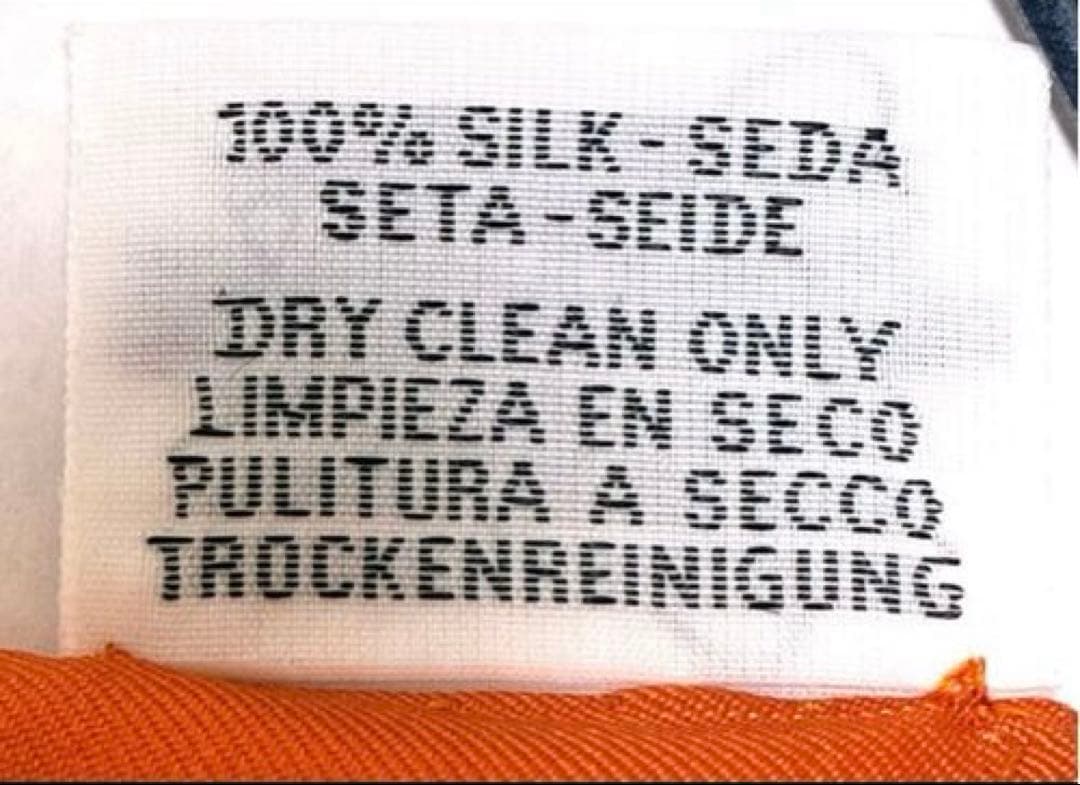 100% SILK - SEDA
SETA - SEIDE
DRY CLEAN ONLY
LIMPIEZA EN SECO
PULITURA A SECCO
TROCKENREINIGUNG